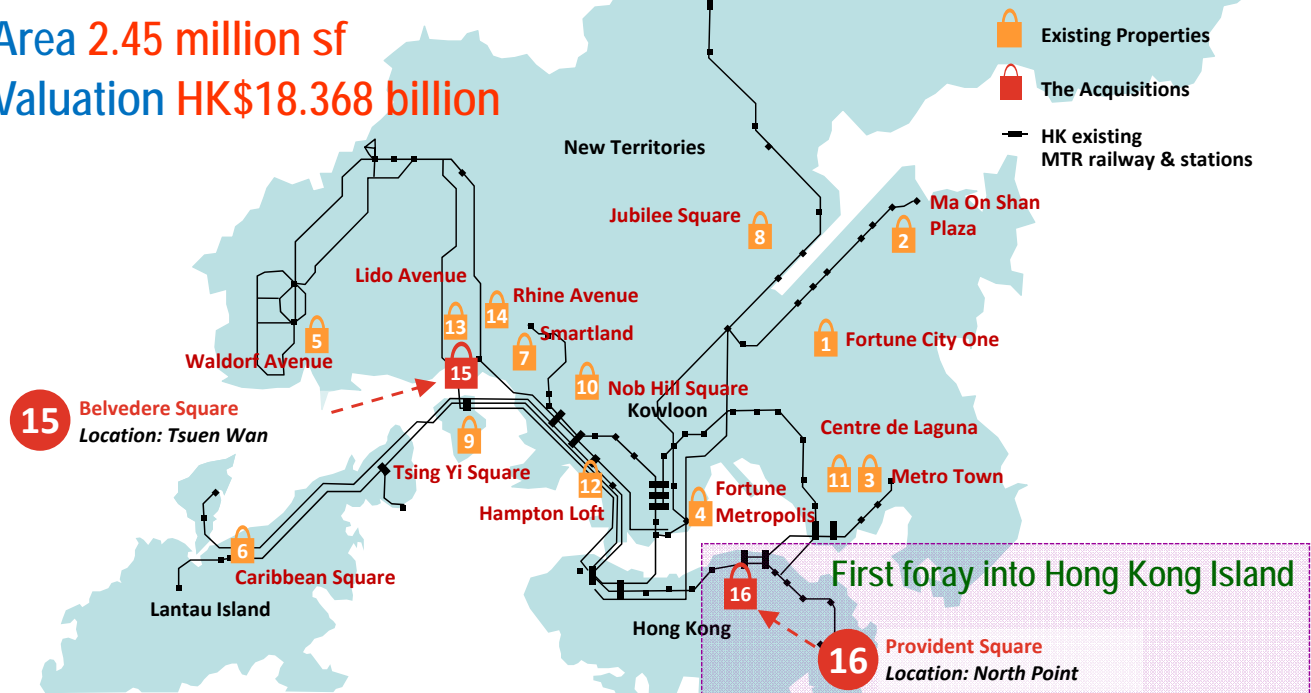 Area 2.45 million sf
Valuation HK$18.368 billion
Existing Properties
The Acquisitions
HK existing
MTR railway & stations
New Territories
Jubilee Square
8
Ma On Shan
Plaza
2
Lido Avenue
13
14
Rhine Avenue
5
Waldorf Avenue
7
Smartland
1
Fortune City One
15
10
Nob Hill Square
Kowloon
15
Belvedere Square
Location: Tsuen Wan
9
Tsing Yi Square
Centre de Laguna
11
3
Metro Town
12
Hampton Loft
4
Fortune
Metropolis
6
Caribbean Square
Lantau Island
First foray into Hong Kong Island
16
Hong Kong
16
Provident Square
Location: North Point